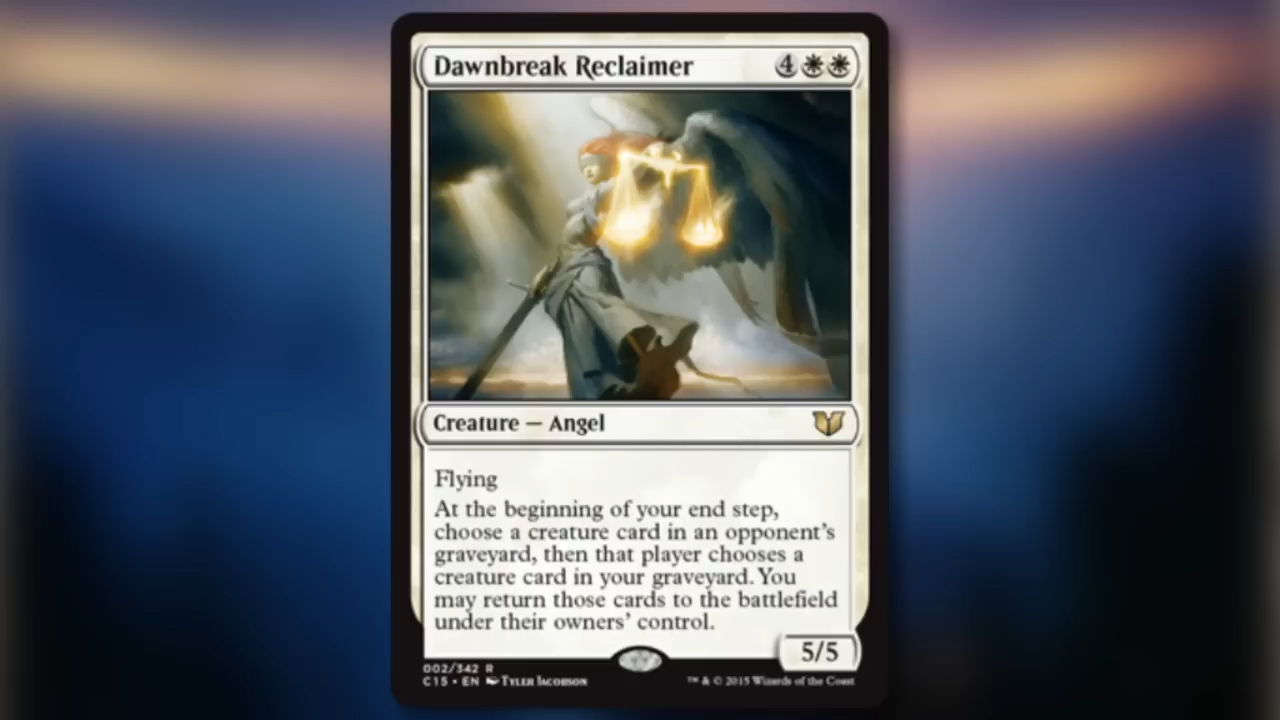 Dawnbreak Reclaimer 4
Creature — Angel
Flying
At the beginning of your end step,
choose a creature card in an opponent's
graveyard, then that player chooses a
creature card in your graveyard. You
may return those cards to the battlefield
under their owners' control.
5/5
002/342 R
C15 • EN Tyler Jacobson
™ & © 2015 Wizards of the Coast